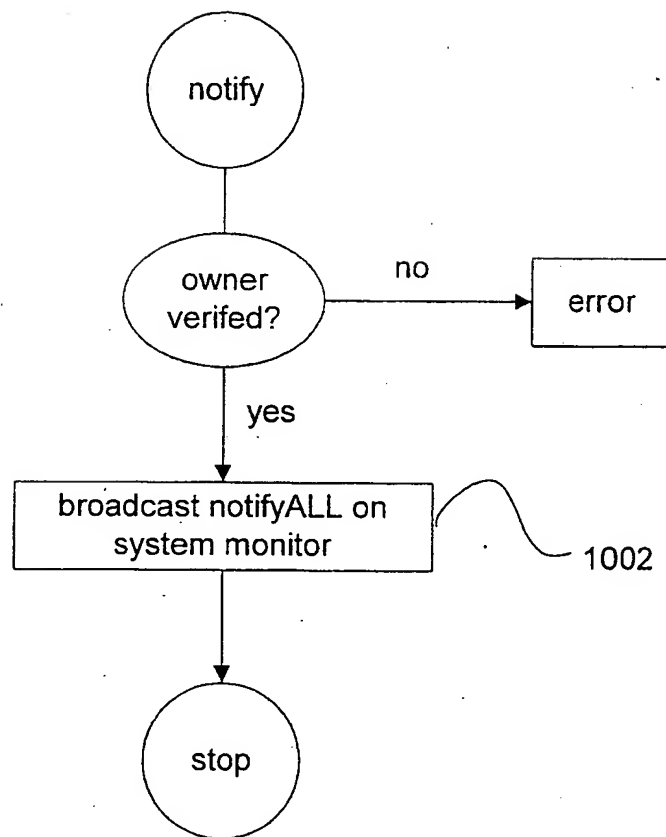 notify
owner
verifed?
no
error
yes
broadcast notifyALL on
system monitor
1002
stop